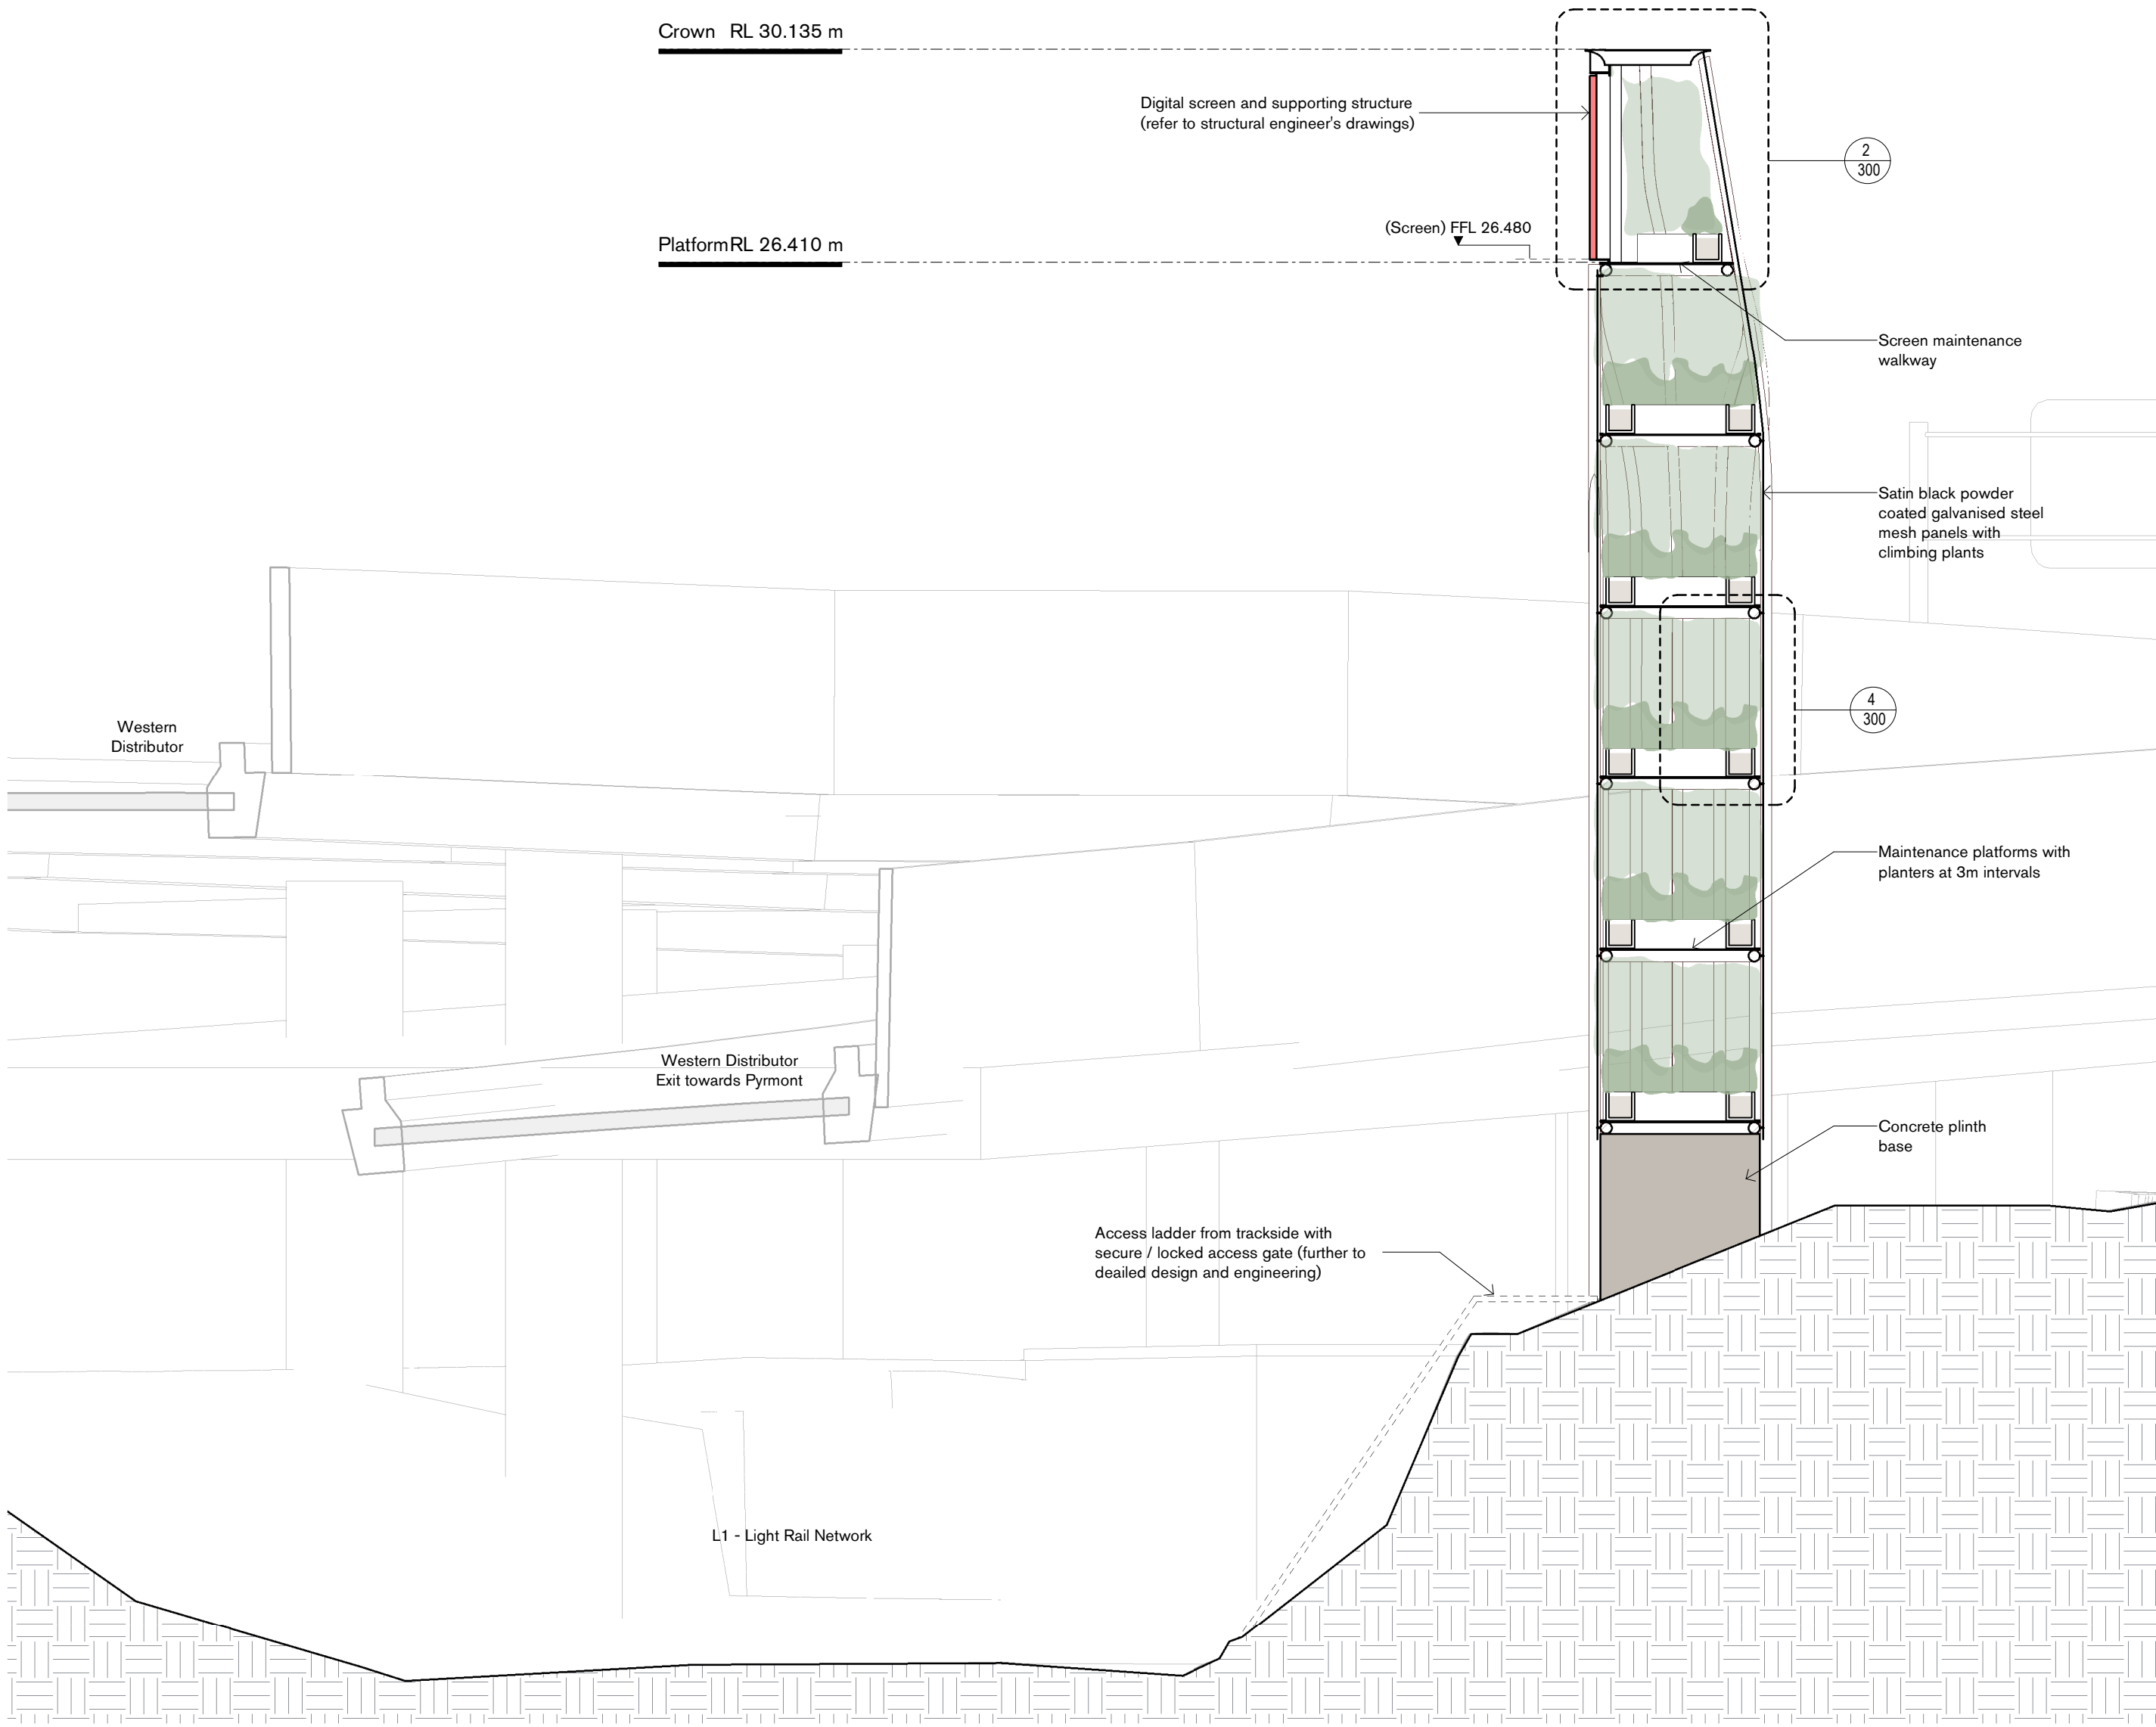 Crown RL 30.135 m
Digital screen and supporting structure
(refer to structural engineer's drawings)
2
300
(Screen) FFL 26.480
Platform RL 26.410 m
Screen maintenance
walkway
Satin black powder
coated galvanised steel
mesh panels with
climbing plants
4
300
Western
Distributor
Maintenance platforms with
planters at 3m intervals
Western Distributor
Exit towards Pyrmont
Concrete plinth
base
Access ladder from trackside with
secure / locked access gate (further to
deailed design and engineering)
L1 - Light Rail Network